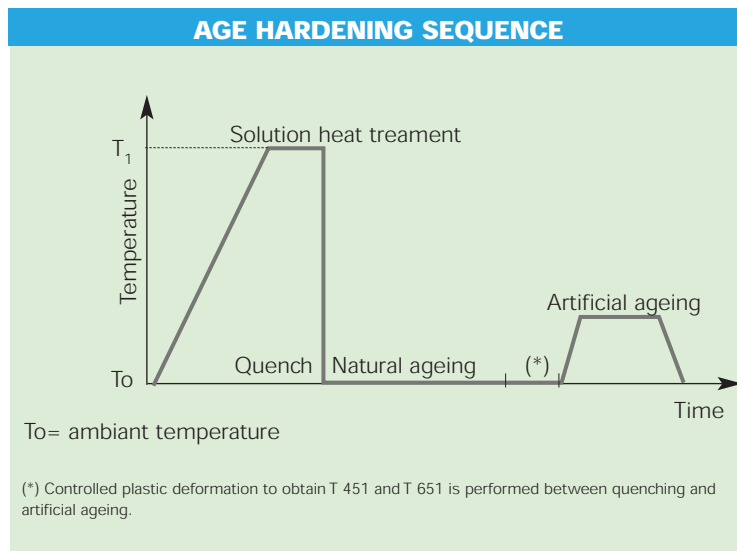 AGE HARDENING SEQUENCE
Solution heat treament
T1
Temperature
Artificial ageing
To
Quench
Natural ageing
(*)
Time
To= ambiant temperature
(*) Controlled plastic deformation to obtain T 451 and T 651 is performed between quenching and
artificial ageing.